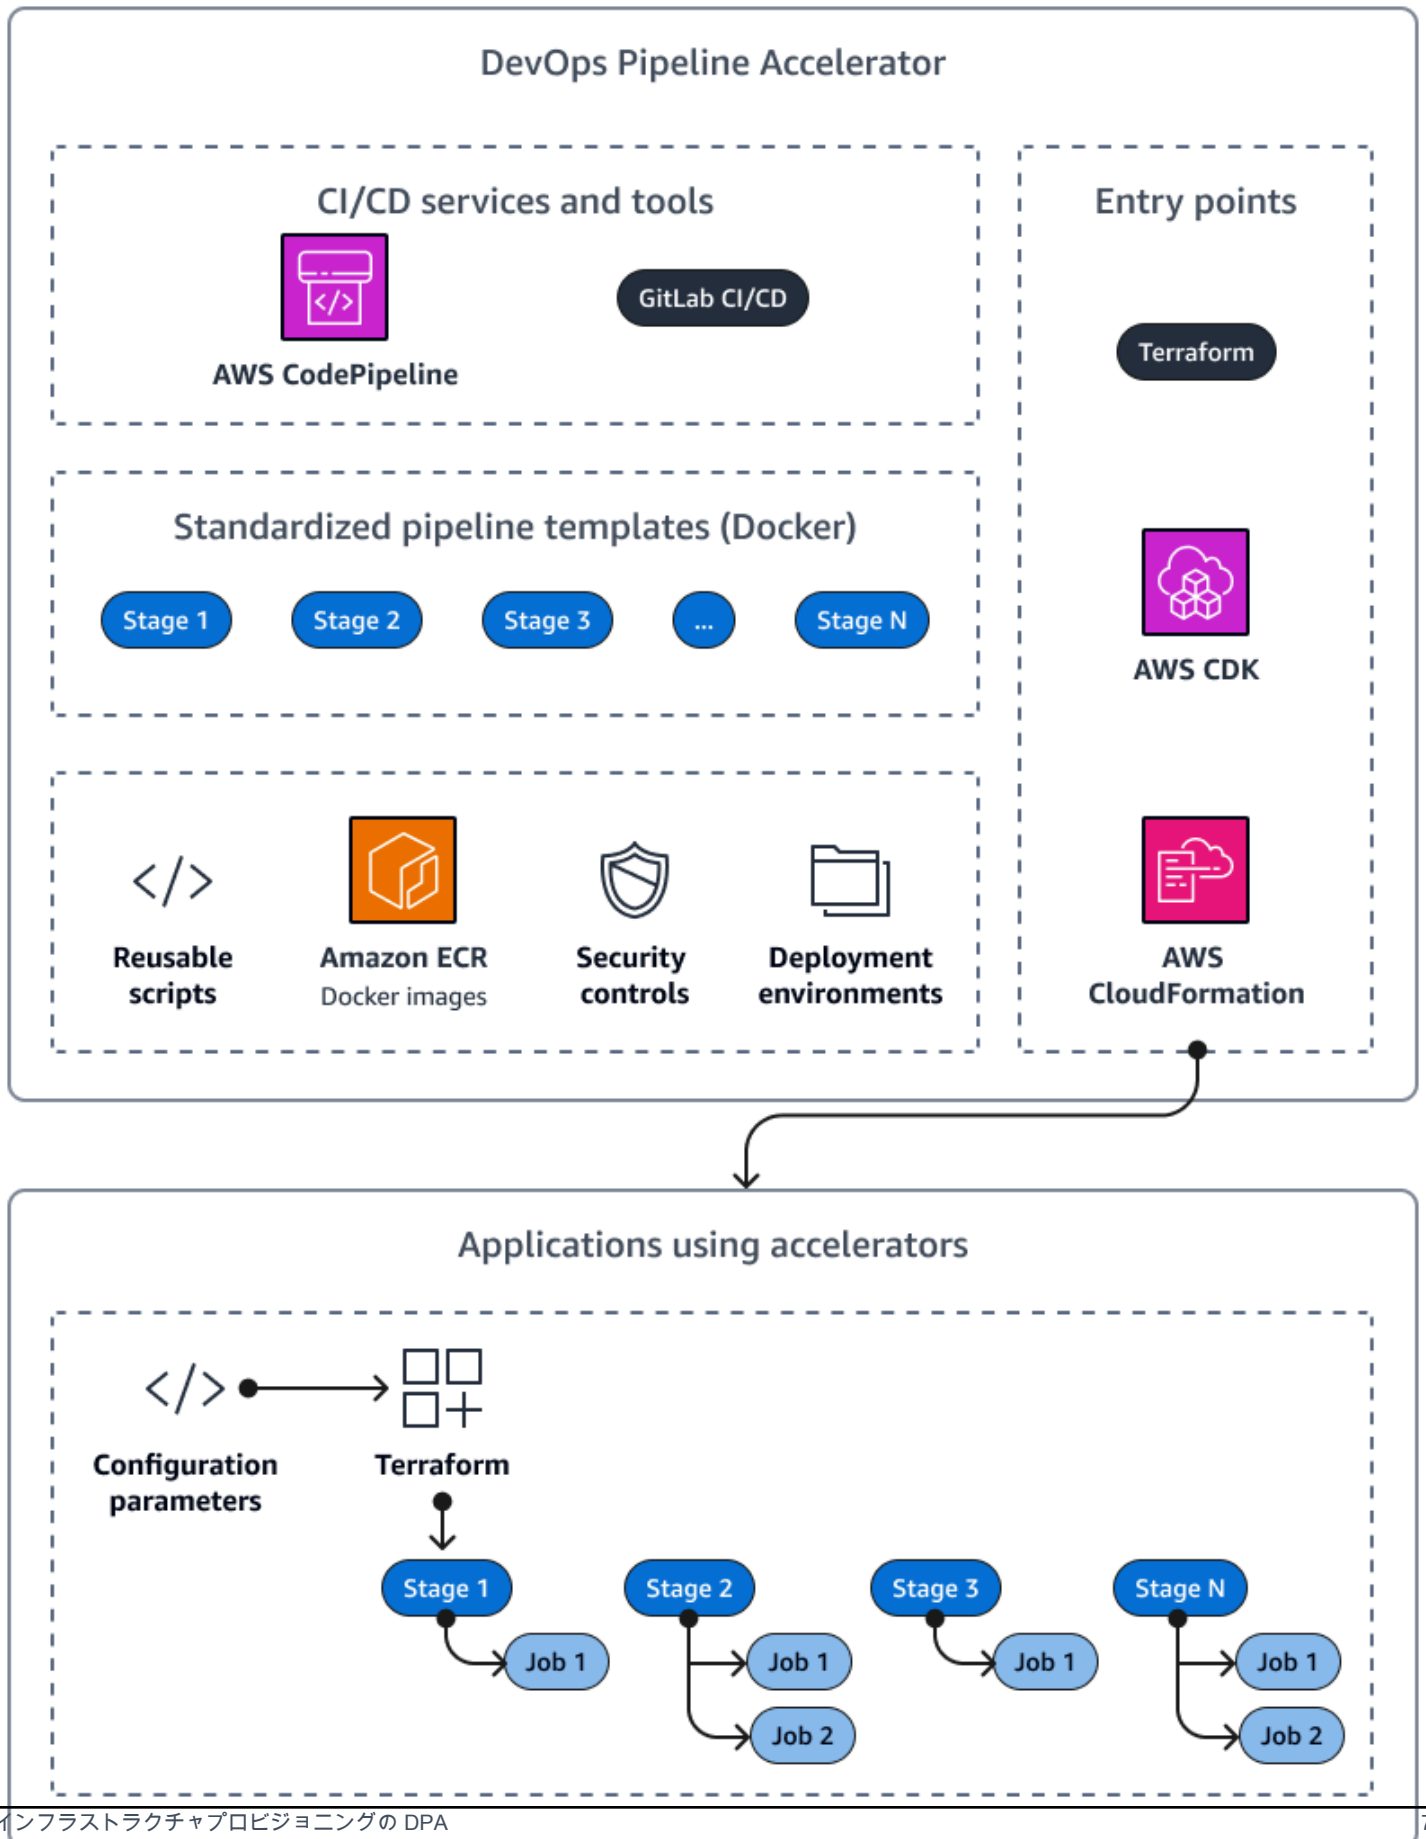 DevOps Pipeline Accelerator
CI/CD services and tools
AWS CodePipeline
GitLab CI/CD
Standardized pipeline templates (Docker)
Stage 1
Stage 2
Stage 3
...
Stage N
Reusable
scripts
Amazon ECR
Docker images
Security
controls
Deployment
environments
Entry points
Terraform
AWS CDK
AWS
CloudFormation
Applications using accelerators
Configuration
parameters
Terraform
Stage 1
Job 1
Stage 2
Job 1
Job 2
Stage 3
Job 1
Stage N
Job 1
Job 2
インフラストラクチャプロビジョニングの DPA